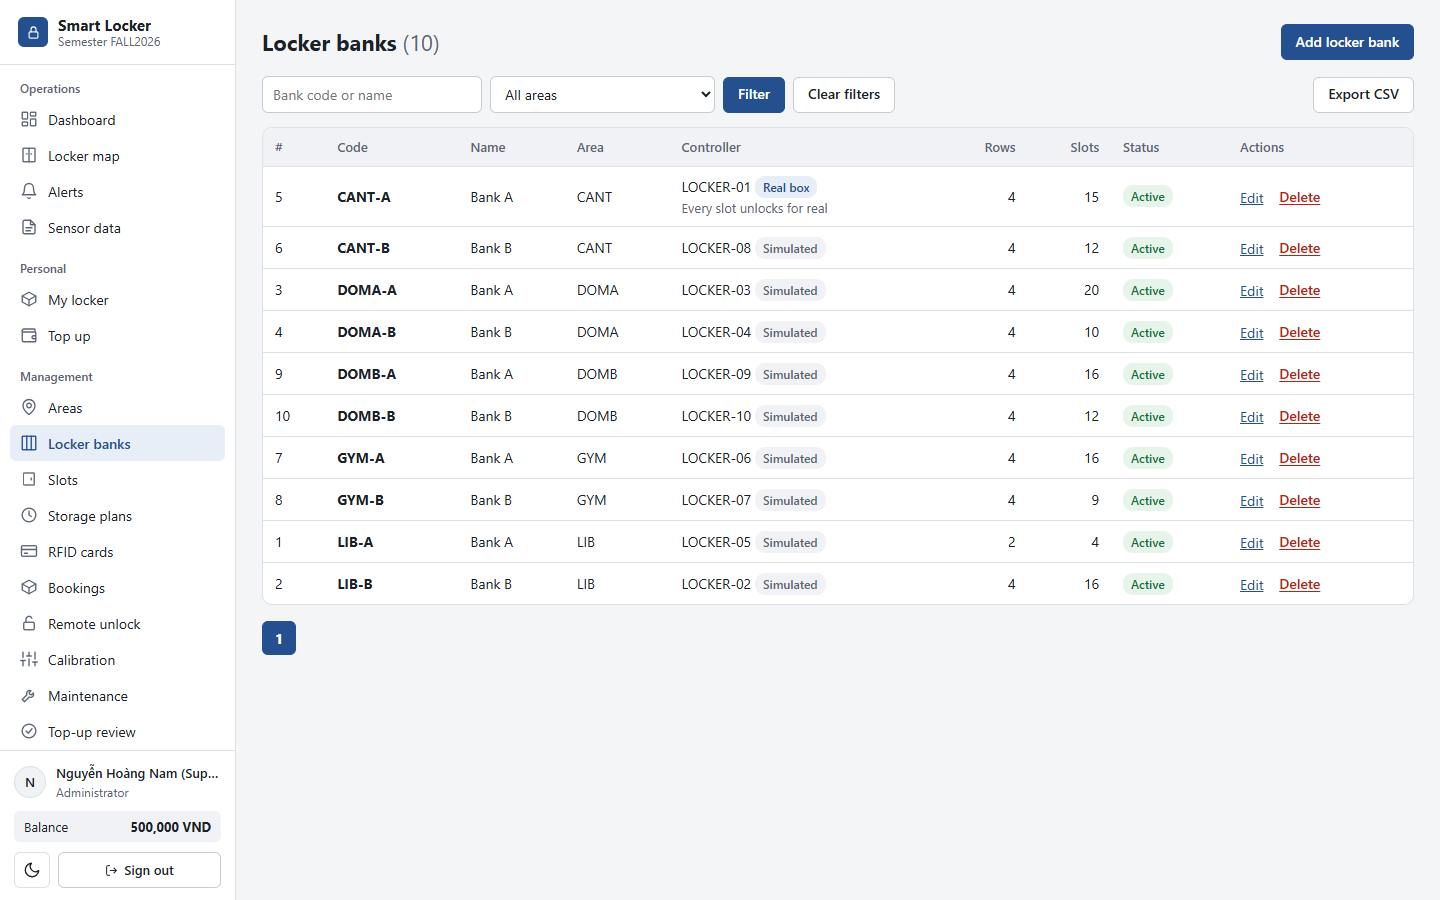 Smart Locker
Semester FALL2026
Operations
Dashboard
Locker map
Alerts
Sensor data
Personal
My locker
Top up
Management
Areas
Locker banks
Slots
Storage plans
RFID cards
Bookings
Remote unlock
Calibration
Maintenance
Top-up review
N
Nguyễn Hoàng Nam (Sup...
Administrator
Balance 500,000 VND
Sign out
Locker banks (10)
Add locker bank
Bank code or name
All areas
Filter
Clear filters
Export CSV
# Code Name Area Controller Rows Slots Status Actions
5 CANT-A Bank A CANT LOCKER-01 Real box 4 15 Active Edit Delete
Every slot unlocks for real
6 CANT-B Bank B CANT LOCKER-08 Simulated 4 12 Active Edit Delete
3 DOMA-A Bank A DOMA LOCKER-03 Simulated 4 20 Active Edit Delete
4 DOMA-B Bank B DOMA LOCKER-04 Simulated 4 10 Active Edit Delete
9 DOMB-A Bank A DOMB LOCKER-09 Simulated 4 16 Active Edit Delete
10 DOMB-B Bank B DOMB LOCKER-10 Simulated 4 12 Active Edit Delete
7 GYM-A Bank A GYM LOCKER-06 Simulated 4 16 Active Edit Delete
8 GYM-B Bank B GYM LOCKER-07 Simulated 4 9 Active Edit Delete
1 LIB-A Bank A LIB LOCKER-05 Simulated 2 4 Active Edit Delete
2 LIB-B Bank B LIB LOCKER-02 Simulated 4 16 Active Edit Delete
1